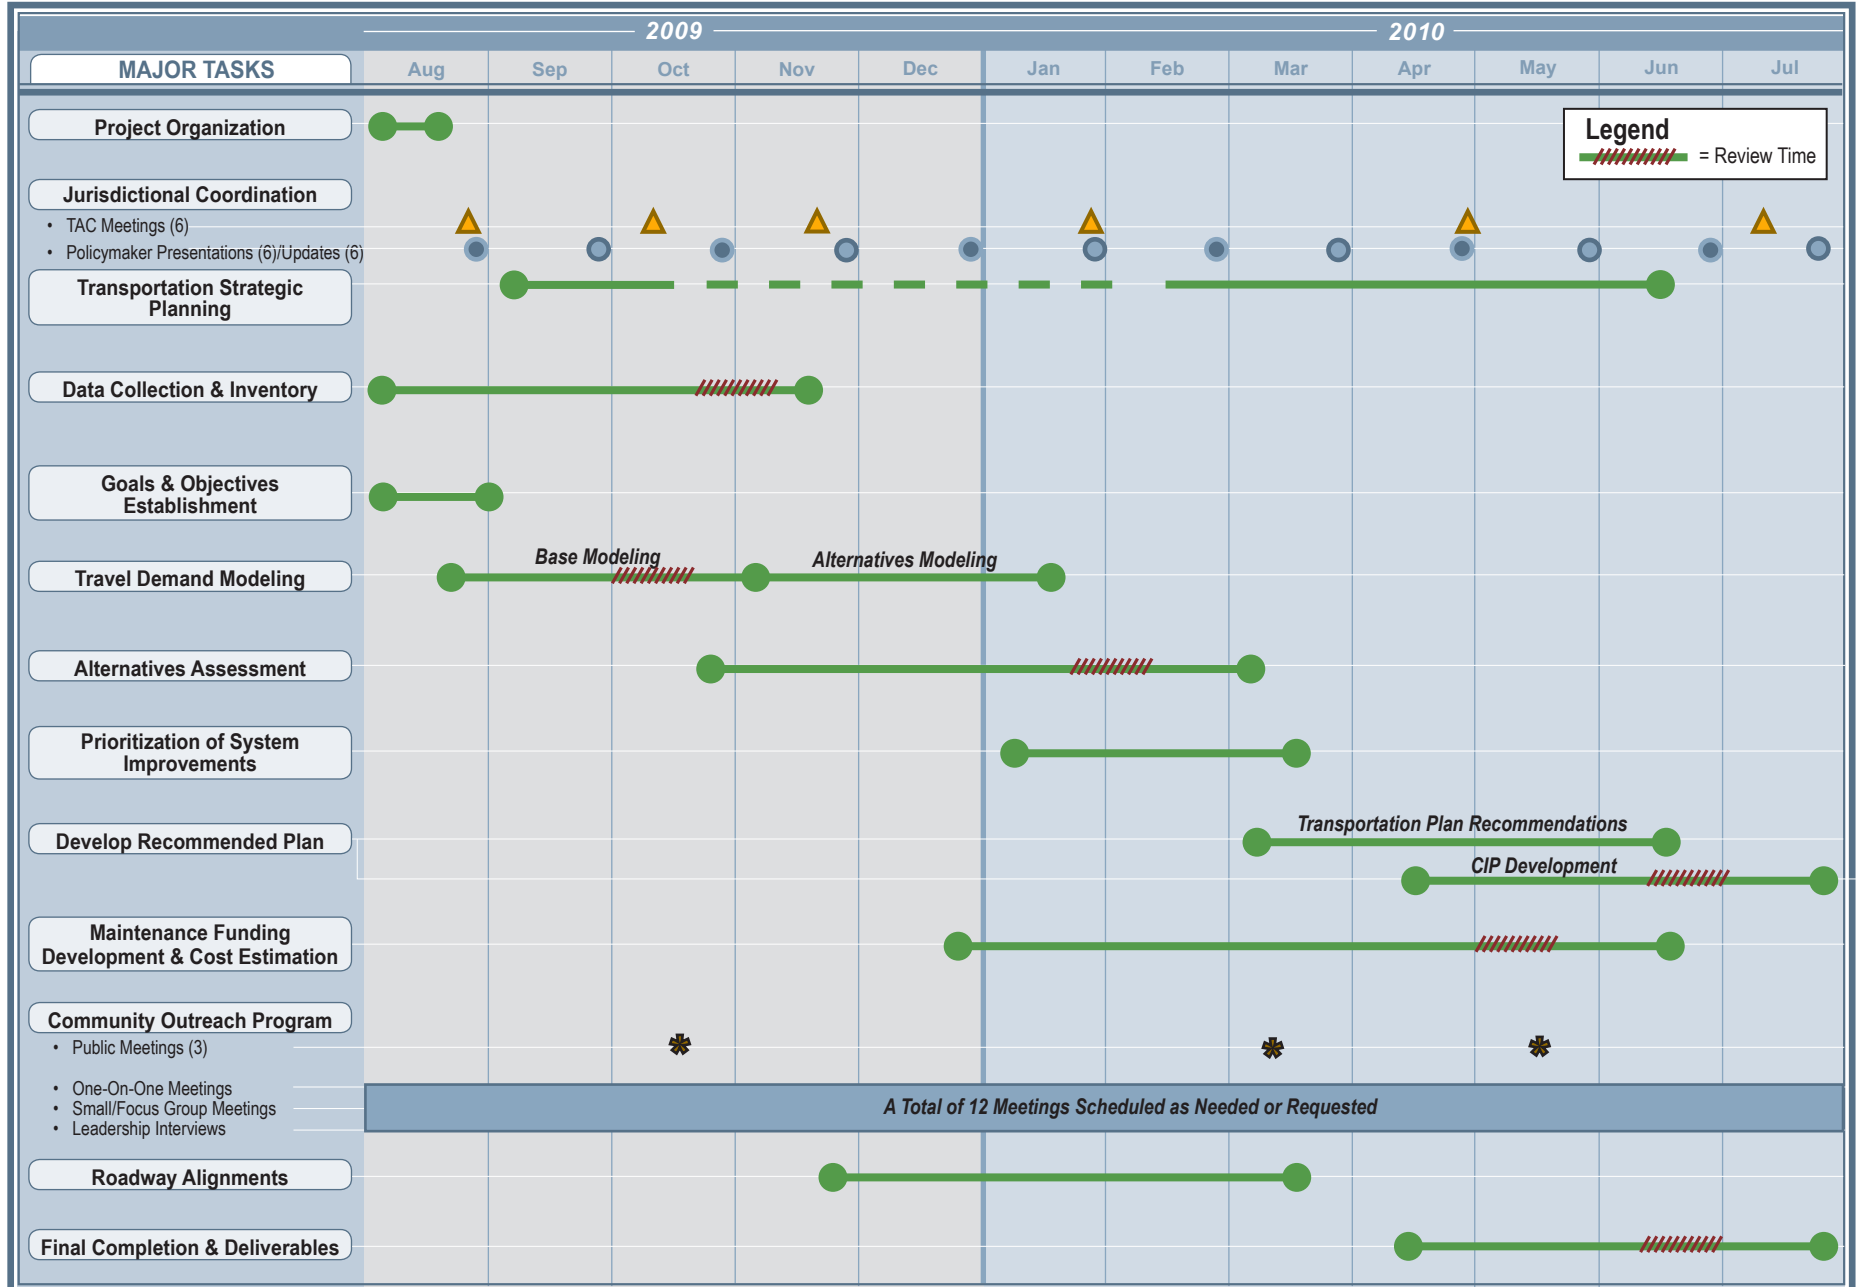 2009
2010
MAJOR TASKS
Aug
Sep
Oct
Nov
Dec
Jan
Feb
Mar
Apr
May
Jun
Jul
Project Organization
Legend
= Review Time
Jurisdictional Coordination
• TAC Meetings (6)
• Policymaker Presentations (6)/Updates (6)
Transportation Strategic
Planning
Data Collection & Inventory
Goals & Objectives
Establishment
Base Modeling
Alternatives Modeling
Travel Demand Modeling
Alternatives Assessment
Prioritization of System
Improvements
Transportation Plan Recommendations
Develop Recommended Plan
CIP Development
Maintenance Funding
Development & Cost Estimation
Community Outreach Program
• Public Meetings (3)
• One-On-One Meetings
• Small/Focus Group Meetings
• Leadership Interviews
A Total of 12 Meetings Scheduled as Needed or Requested
Roadway Alignments
Final Completion & Deliverables